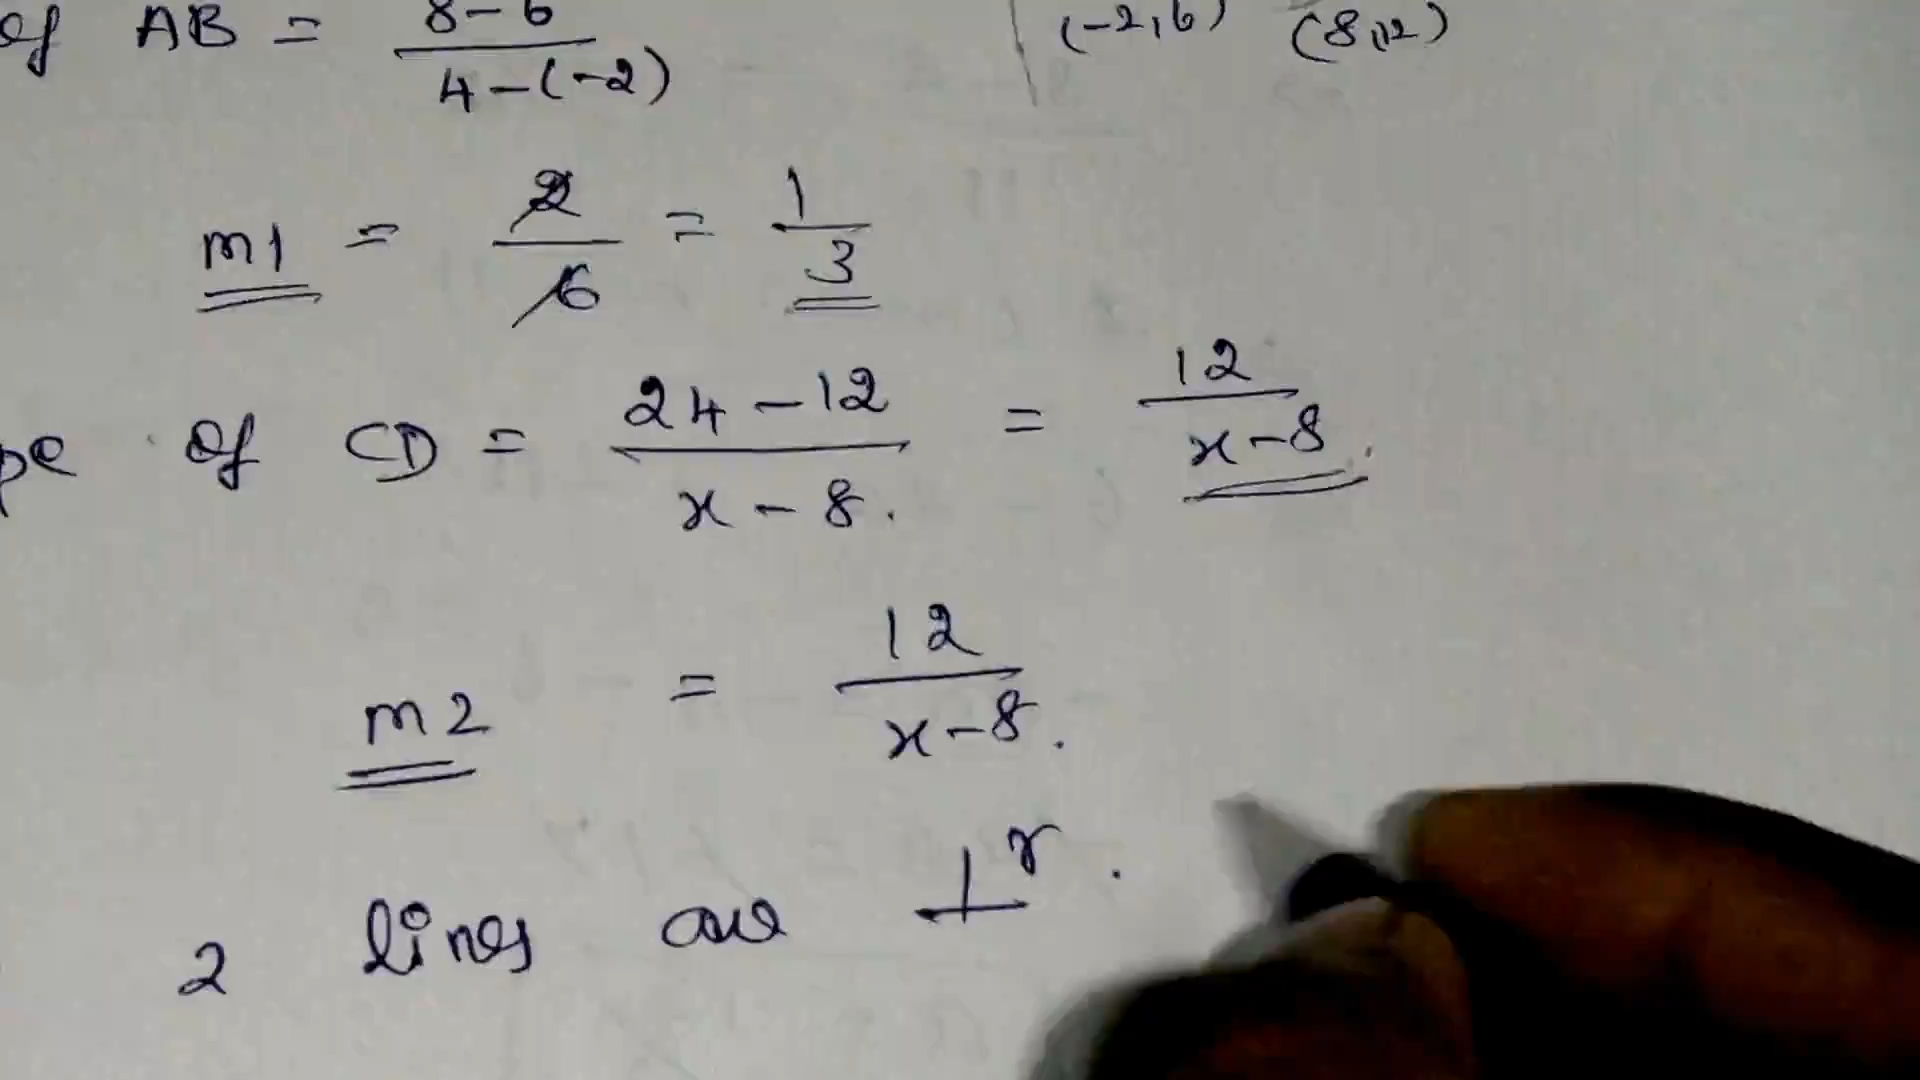 of AB = 8-6 / 4-(-2) (-2,6) (8,12)
m1 = 2/6 = 1/3
pe of CD = 24-12 / x-8. = 12 / x-8.
m2 = 12 / x-8.
2 lines are ⊥r.